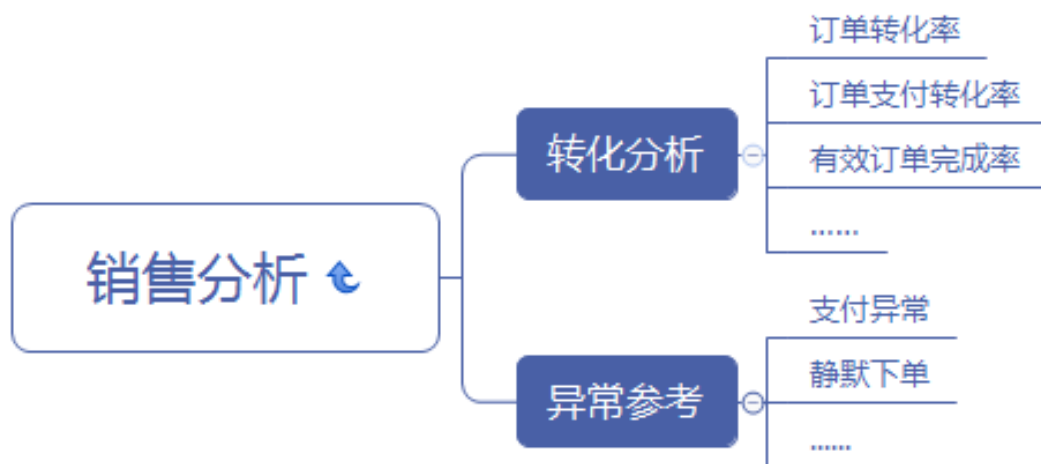 销售分析
转化分析
订单转化率
订单支付转化率
有效订单完成率
……
异常参考
支付异常
静默下单
……